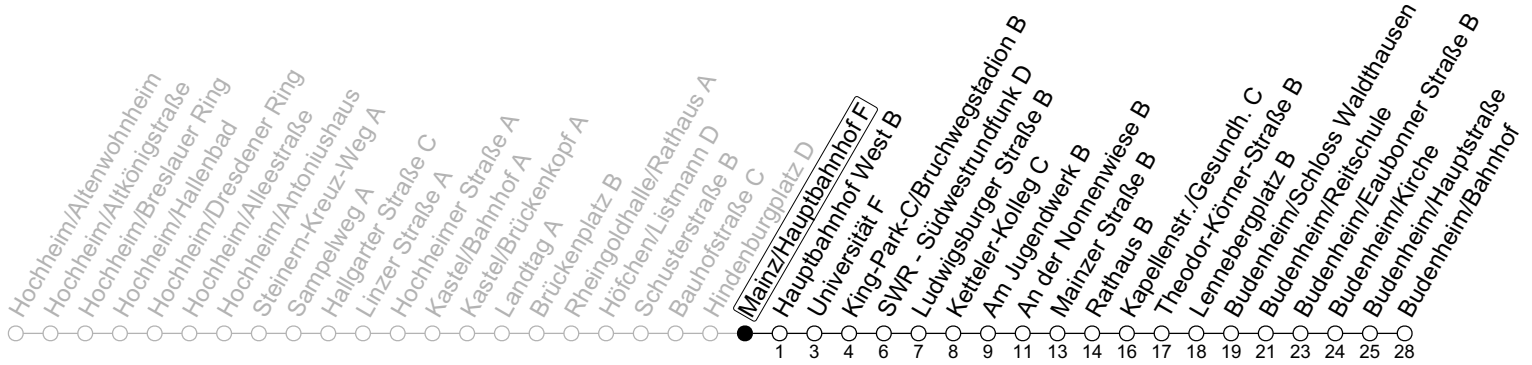 Hochheim/Altenwohnheim
Hochheim/Altkönigstraße
Hochheim/Breslauer Ring
Hochheim/Hallenbad
Hochheim/Dresdener Ring
Hochheim/Alleestraße
Hochheim/Antoniushaus
Steinern-Kreuz-Weg A
Sampelweg A
Hallgarter Straße C
Linzer Straße A
Hochheimer Straße A
Kastel/Bahnhof A
Kastel/Brückenkopf A
Landtag A
Brückenplatz B
Rheingoldhalle/Rathaus A
Höfchen/Listmann D
Schusterstraße B
Bauhofstraße C
Hindenburgplatz D
Mainz/Hauptbahnhof F
Hauptbahnhof West B
Universität F
King-Park-C/Bruchwegstadion B
SWR - Südwestrundfunk D
Ludwigsburger Straße B
Ketteler-Kolleg C
Am Jugendwerk B
An der Nonnenwiese B
Mainzer Straße B
Rathaus B
Kapellenstr./Gesundh. C
Theodor-Körner-Straße B
Lennebergplatz B
Budenheim/Schloss Waldthausen
Budenheim/Reitschule
Budenheim/Eaubonner Straße B
Budenheim/Kirche
Budenheim/Hauptstraße
Budenheim/Bahnhof
1 3 4 6 7 8 9 11 13 14 16 17 18 19 21 23 24 25 28